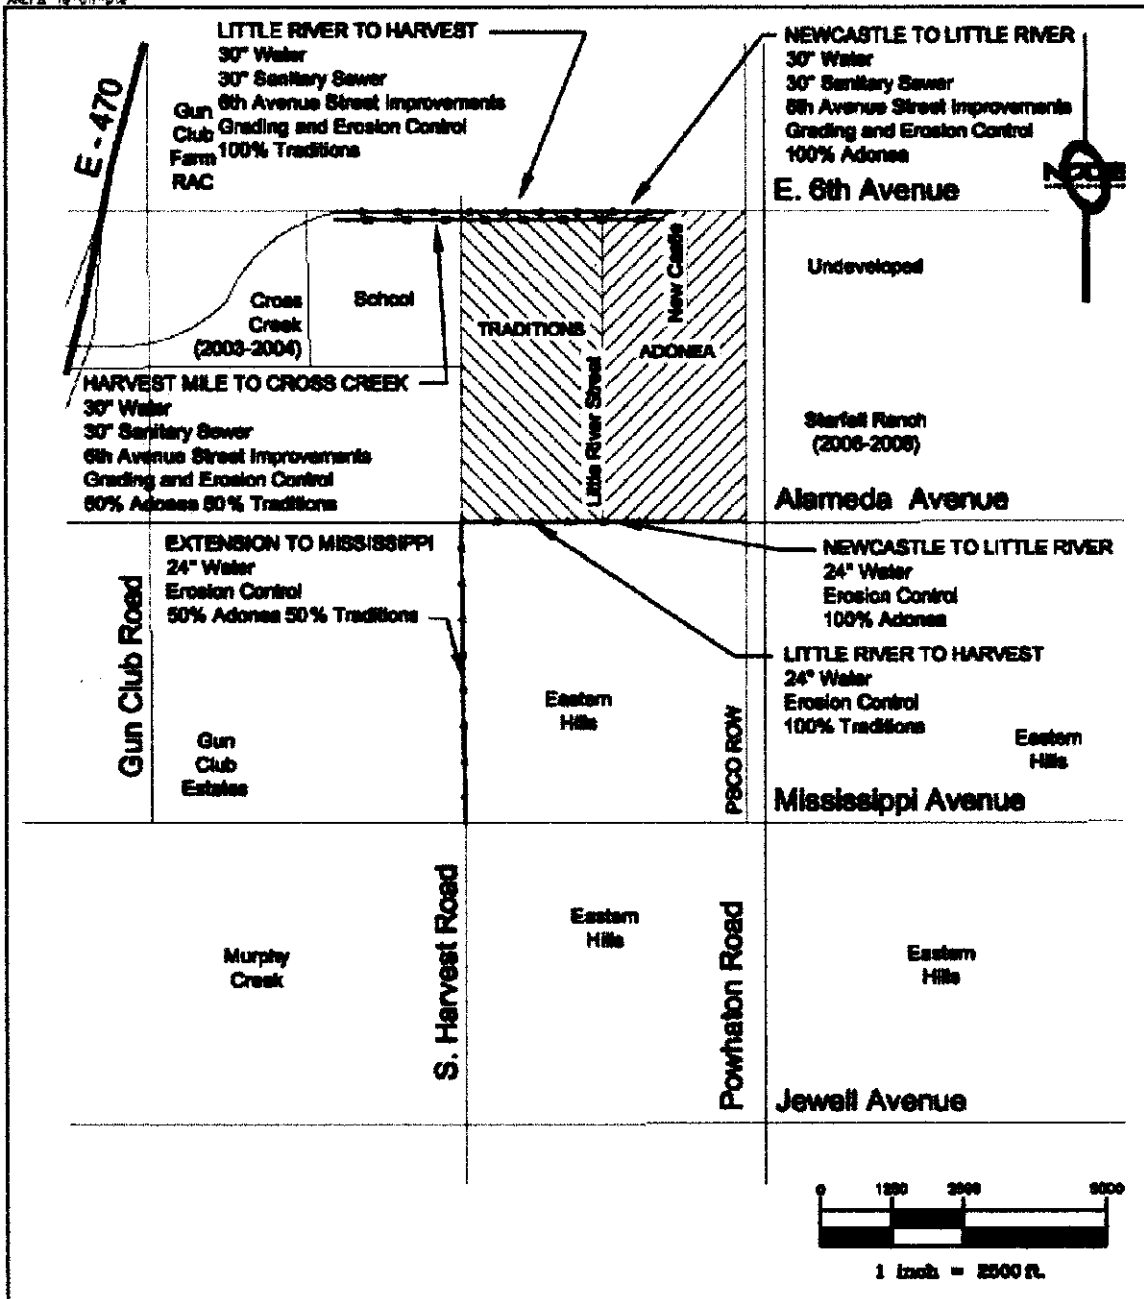 LITTLE RIVER TO HARVEST
30" Water
30" Sanitary Sewer
6th Avenue Street Improvements
Grading and Erosion Control
100% Traditions
NEWCASTLE TO LITTLE RIVER
30" Water
30" Sanitary Sewer
6th Avenue Street Improvements
Grading and Erosion Control
100% Adonea
E-470
Gun
Club
Farm
RAC
E. 6th Avenue
Undeveloped
Cross
Creek
(2003-2004)
School
TRADITIONS
Little River Street
New Castle
ADONEA
HARVEST MILE TO CROSS CREEK
30" Water
30" Sanitary Sewer
6th Avenue Street Improvements
Grading and Erosion Control
50% Adonea 50% Traditions
Starfall Ranch
(2006-2008)
Alameda Avenue
EXTENSION TO MISSISSIPPI
24" Water
Erosion Control
50% Adonea 50% Traditions
NEWCASTLE TO LITTLE RIVER
24" Water
Erosion Control
100% Adonea
LITTLE RIVER TO HARVEST
24" Water
Erosion Control
100% Traditions
Gun Club Road
Gun
Club
Estates
Eastern
Hills
PSCO ROW
Eastern
Hills
Mississippi Avenue
Murphy
Creek
S. Harvest Road
Eastern
Hills
Powhaton Road
Eastern
Hills
Jewell Avenue
0 1250 2500 5000
1 inch = 2500 ft.